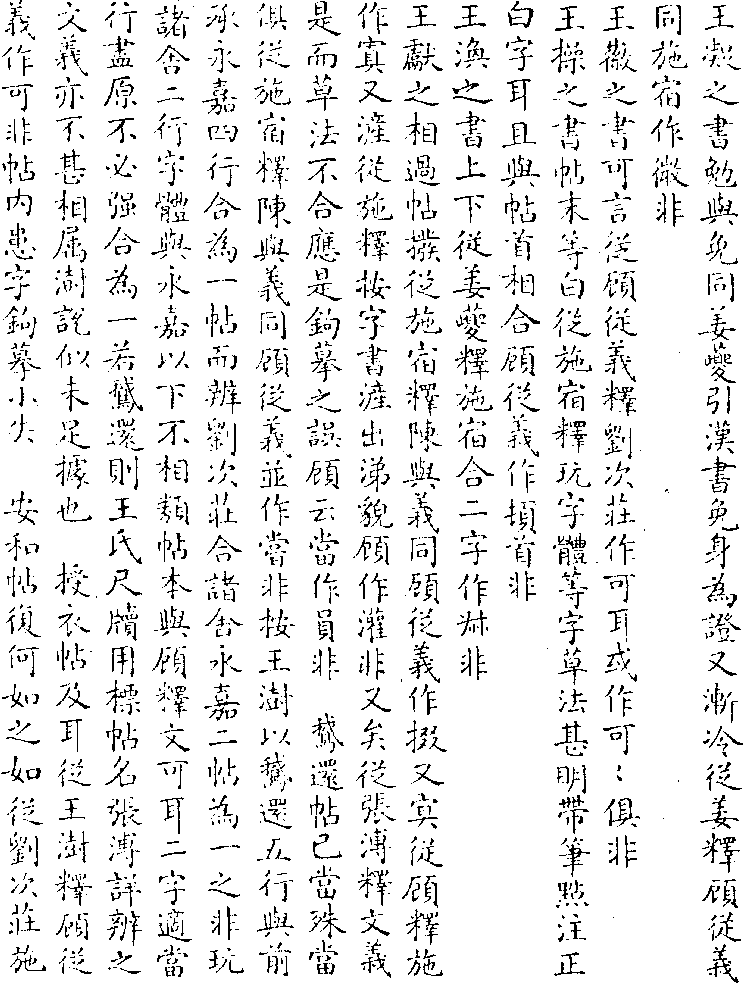 王凝之書勉與免同姜夔引漢書免身為證又漸冷從姜釋顧從義
同施宿作微非
王徽之書可言從顧從義釋劉次莊作可耳或作可〻俱非
王操之書帖末等白從施宿釋玩字體等字草法甚明帶筆點注正
白字耳且與帖首相合顧從義作頓首非
王渙之書上下從姜夔釋施宿合二字作𡵯非
王獻之相過帖撥從施宿釋陳與義同顧從義作掇又寞從顧釋施
作寘又漼從施釋按字書漼出涕貌顧作灌非又矣從張溥釋文義
是而草法不合應是鉤摹之誤顧云當作員非　鵞還帖已當殊當
俱從施宿釋陳與義同顧從義並作當非按王澍以鵞還五行與前
承永嘉四行合為一帖而辨劉次莊合諸舍永嘉二帖為一之非玩
諸舍二行字體與永嘉以下不相類帖本與顧釋文可耳二字適當
行盡原不必强合為一若鵞還則王氏尺牘用標帖名張溥詳辨之
文義亦不甚相属澍說似未足據也　授衣帖及耳從王澍釋顧從
義作可非帖内患字鉤摹小失　安和帖復何如之如從劉次莊施